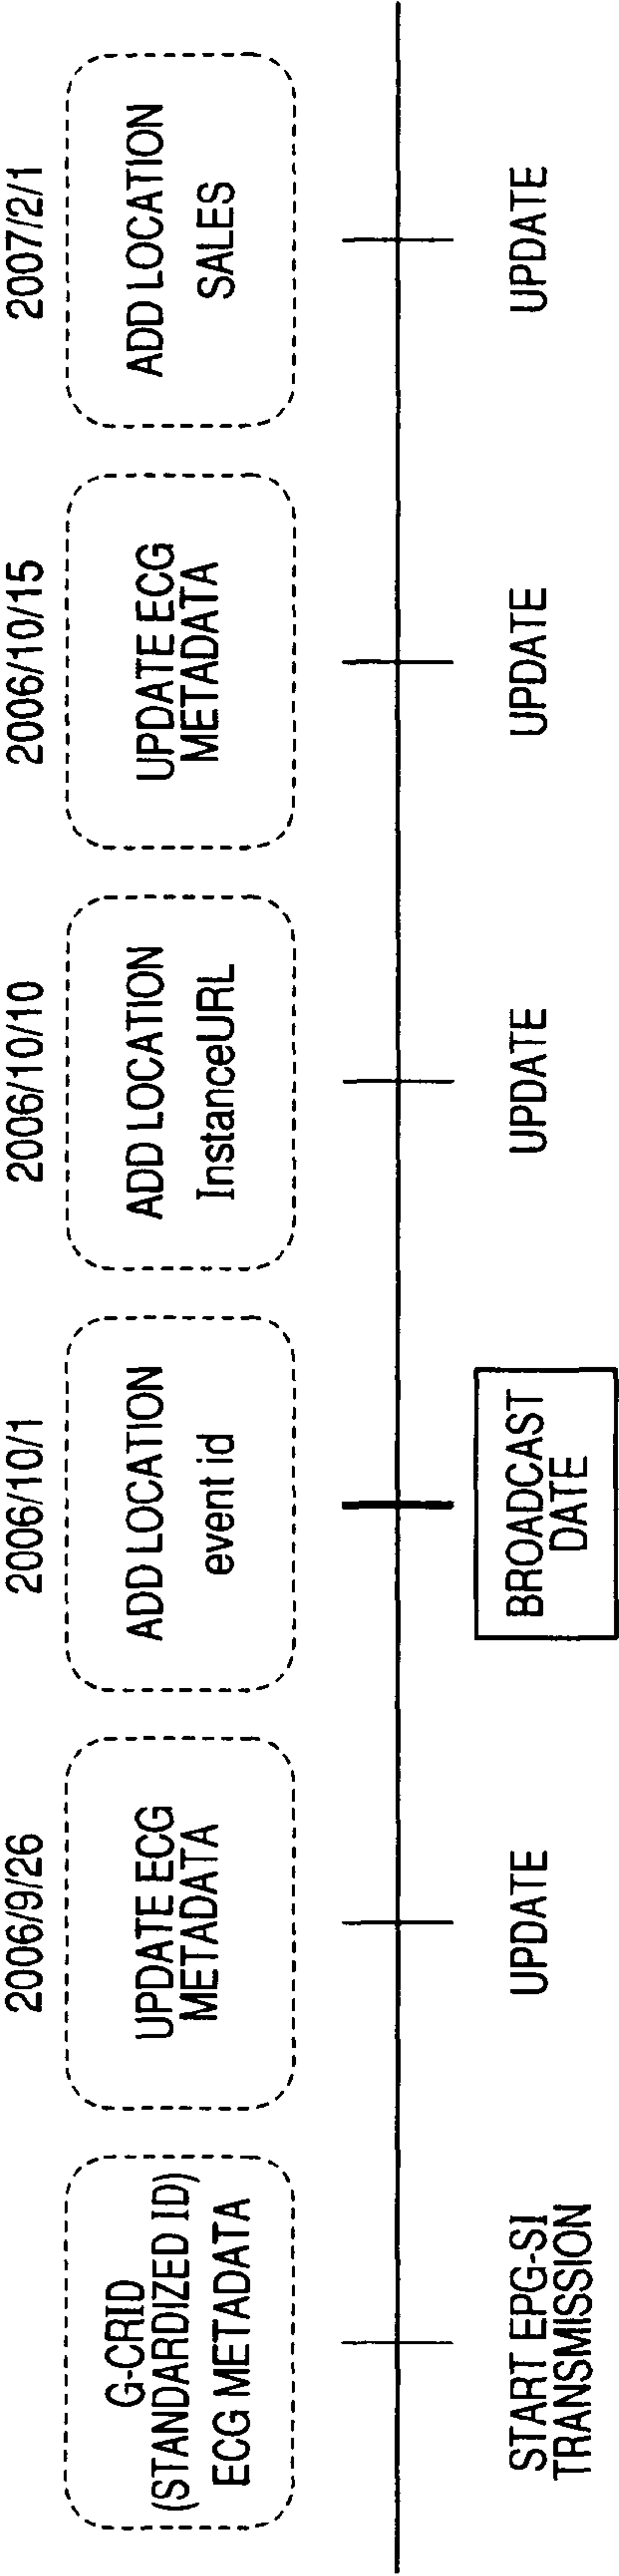 G-CRID
(STANDARDIZED ID)
ECG METADATA
START EPG-SI
TRANSMISSION
2006/9/26
UPDATE ECG
METADATA
UPDATE
2006/10/1
ADD LOCATION
event id
BROADCAST
DATE
2006/10/10
ADD LOCATION
InstanceURL
UPDATE
2006/10/15
UPDATE ECG
METADATA
UPDATE
2007/2/1
ADD LOCATION
SALES
UPDATE